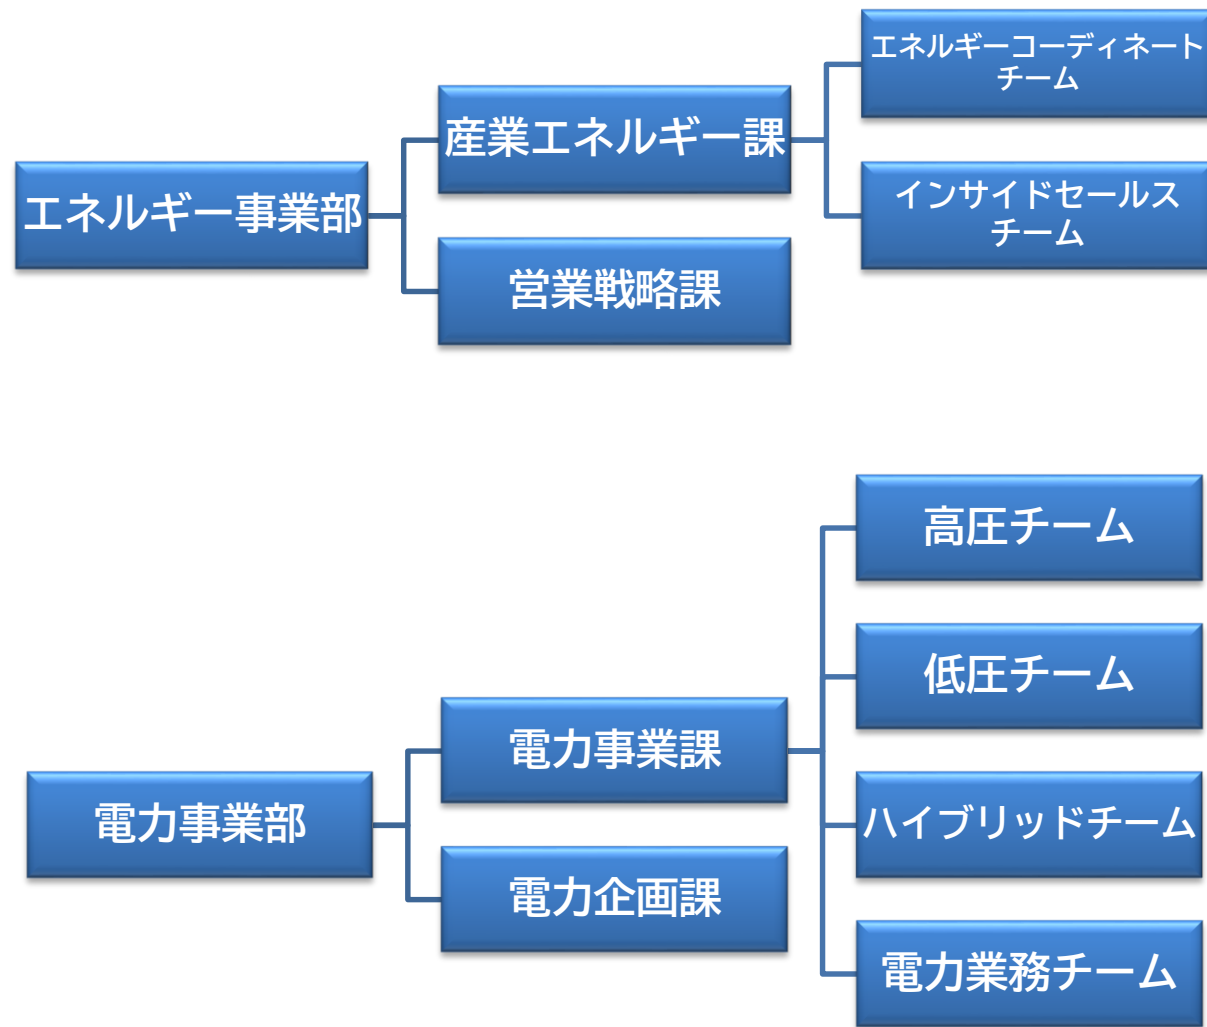 エネルギー事業部
産業エネルギー課
営業戦略課
エネルギーコーディネート
チーム
インサイドセールス
チーム
電力事業部
電力事業課
電力企画課
高圧チーム
低圧チーム
ハイブリッドチーム
電力業務チーム